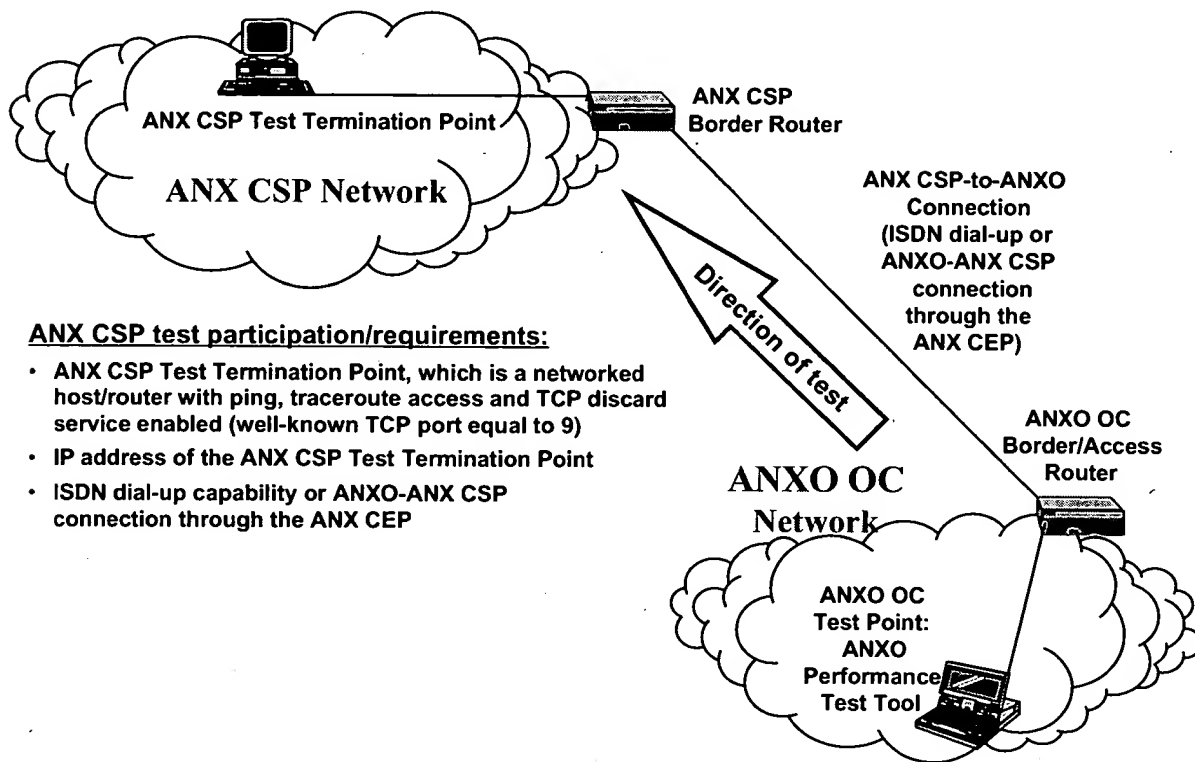 ANX CSP Test Termination Point
ANX CSP Network
ANX CSP
Border Router
ANX CSP-to-ANXO
Connection
(ISDN dial-up or
ANXO-ANX CSP
connection
through the
ANX CEP)
Direction of test
ANX CSP test participation/requirements:
• ANX CSP Test Termination Point, which is a networked
host/router with ping, traceroute access and TCP discard
service enabled (well-known TCP port equal to 9)
• IP address of the ANX CSP Test Termination Point
• ISDN dial-up capability or ANXO-ANX CSP
connection through the ANX CEP
ANXO OC
Border/Access
Router
ANXO OC
Network
ANXO OC
Test Point:
ANXO
Performance
Test Tool